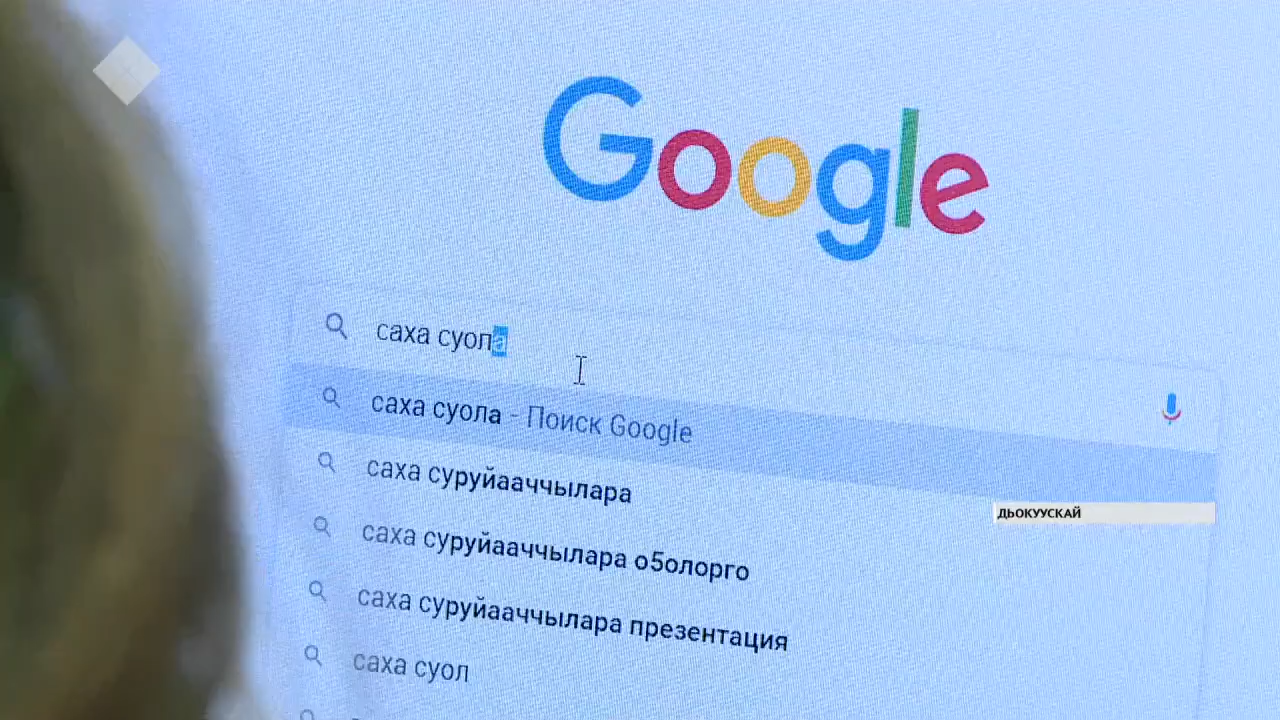 Google
саха суола
саха суола - Поиск Google
саха суруйааччылара
ДЬОКУУСКАЙ
саха суруйааччылара о5олорго
саха суруйааччылара презентация
саха суол